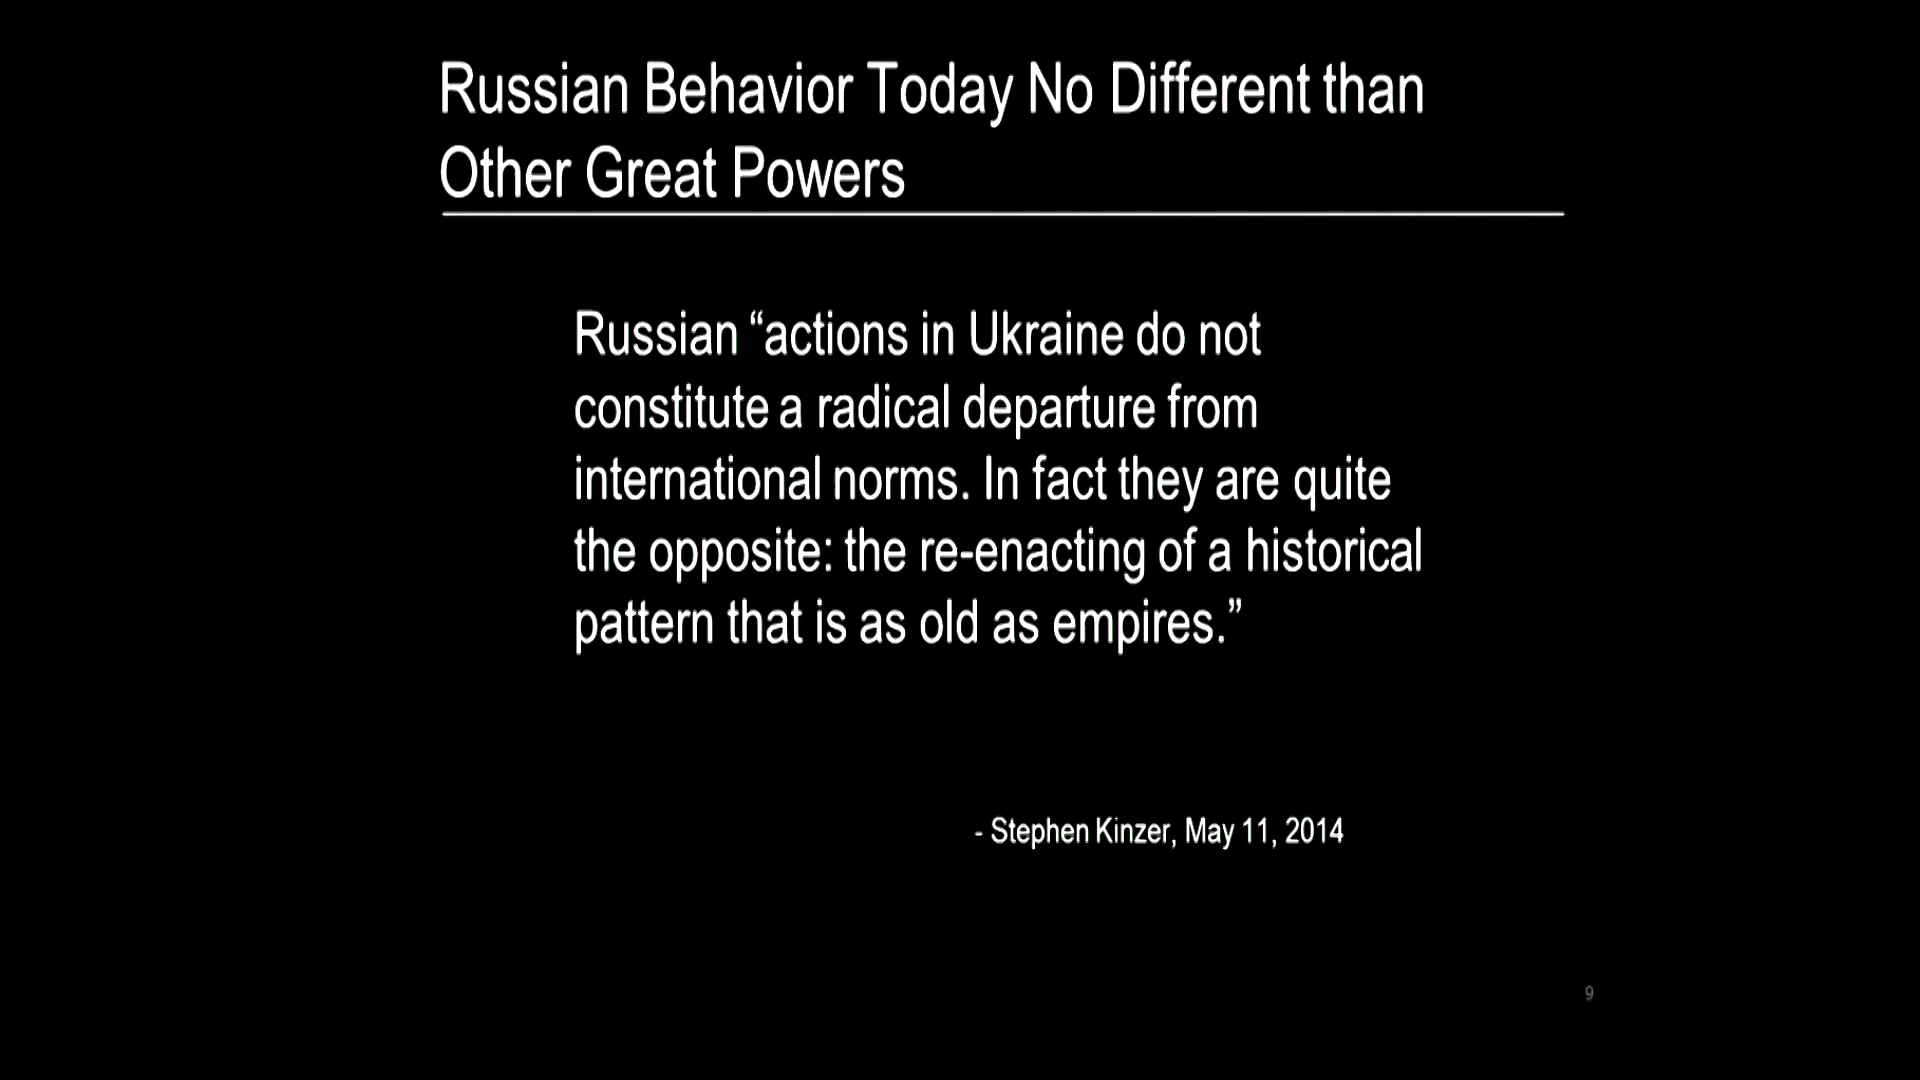 Russian Behavior Today No Different than
Other Great Powers
Russian “actions in Ukraine do not
constitute a radical departure from
international norms. In fact they are quite
the opposite: the re-enacting of a historical
pattern that is as old as empires.”
- Stephen Kinzer, May 11, 2014
9